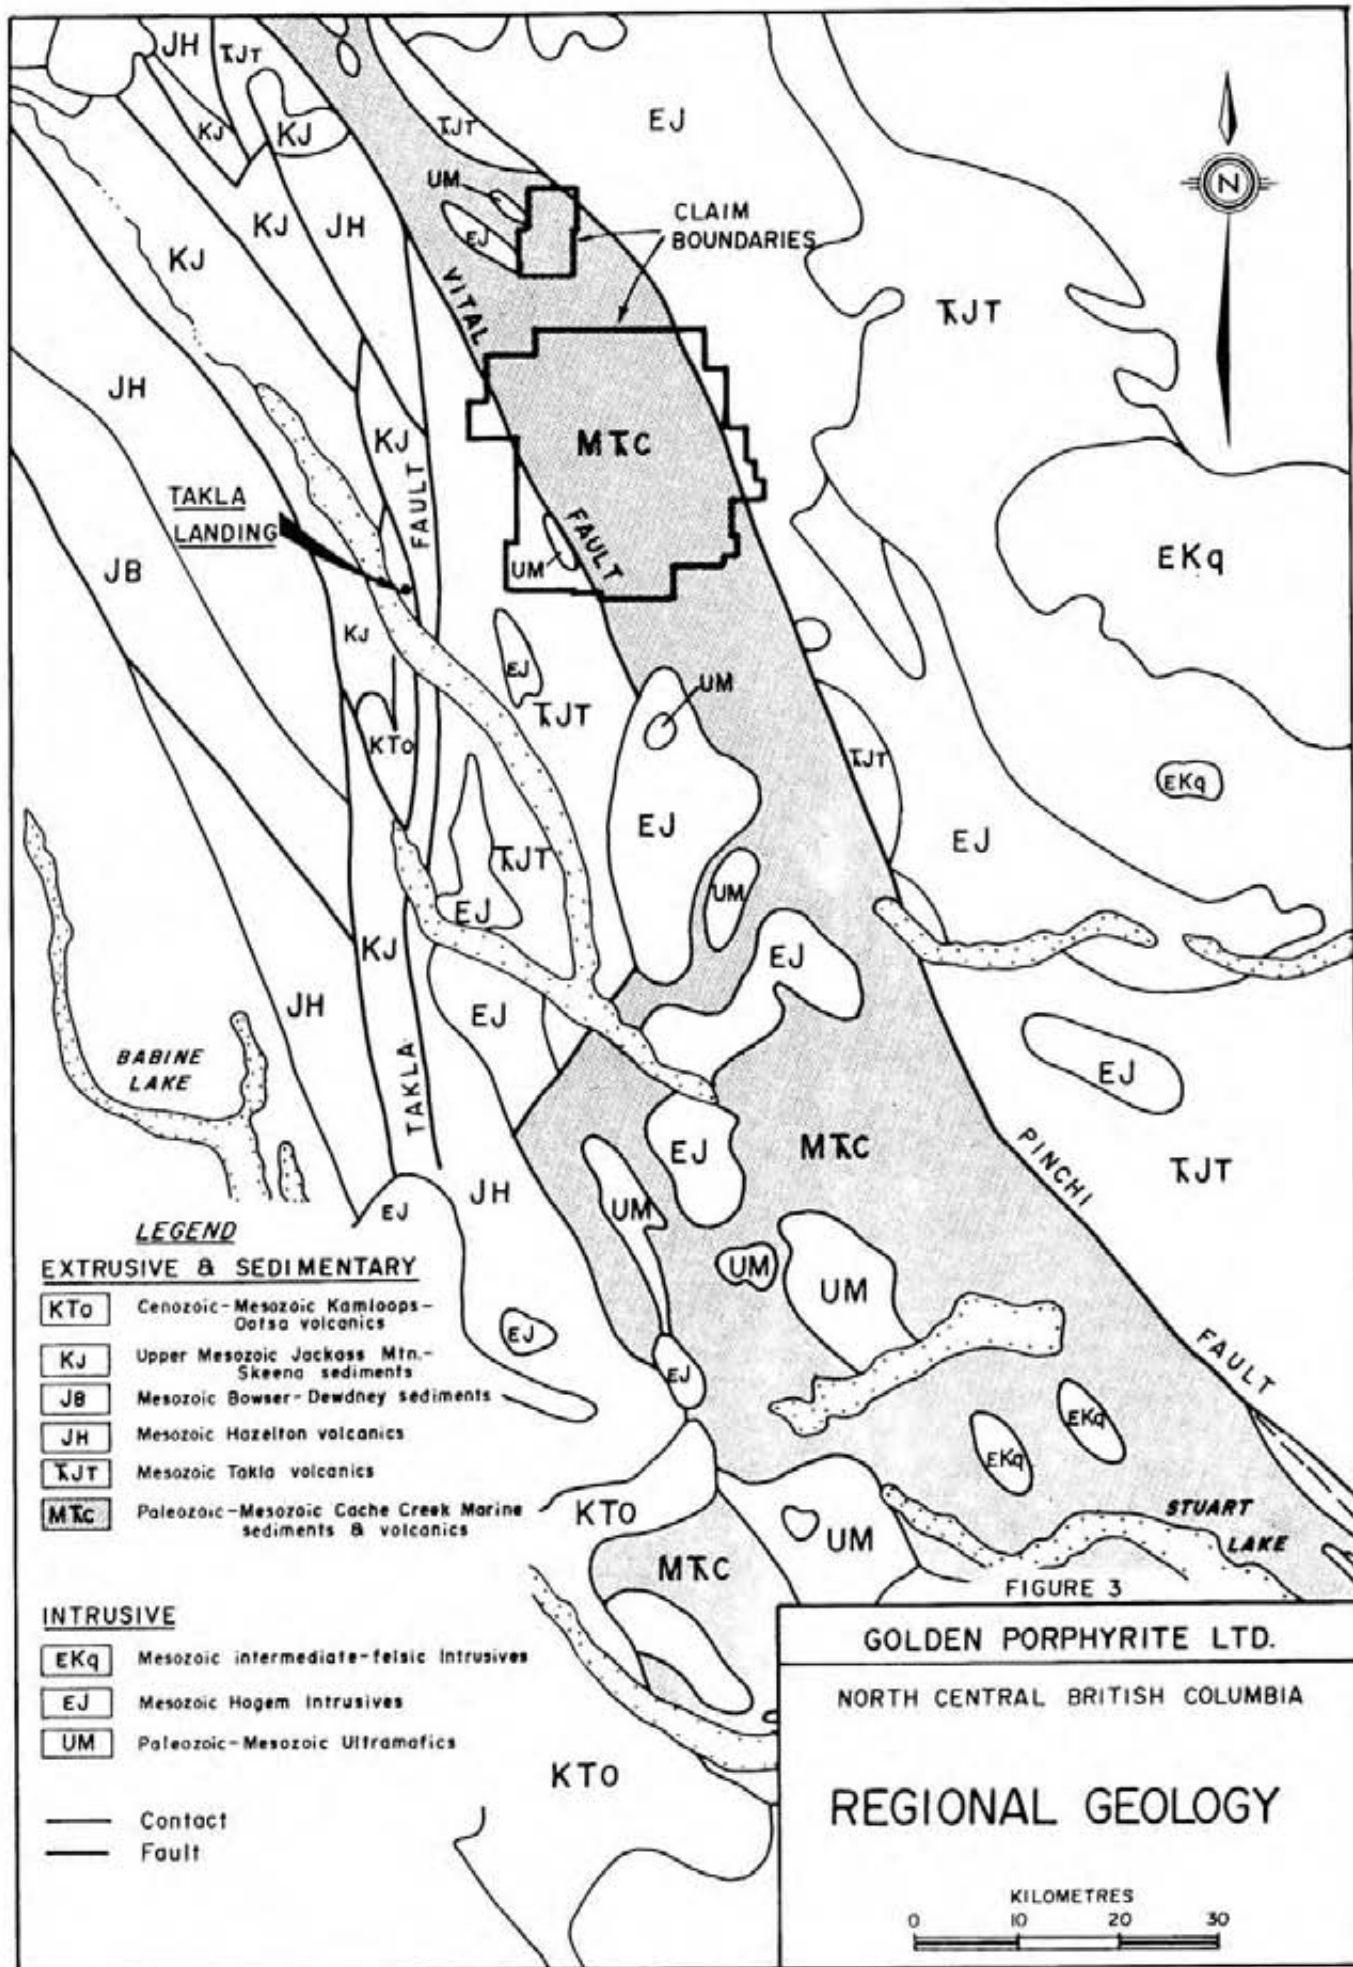 JH
TJT
KJ
KJ
EJ
TJT
UM
CLAIM
BOUNDARIES
N
KJ
JH
KJ
EJ
VITAL
TJT
JH
MTC
KJ
TAKLA
LANDING
FAULT
FAULT
UM
EKq
JB
KJ
EJ
UM
TJT
KTo
TJT
EKq
EJ
EJ
TJT
UM
EJ
KJ
EJ
JH
EJ
BABINE
LAKE
EJ
TAKLA
EJ
MTC
PINCHI
TJT
JH
EJ
UM
UM
UM
EJ
EJ
FAULT
EKq
EKq
KTO
UM
STUART
LAKE
MTC
KTO
LEGEND
EXTRUSIVE & SEDIMENTARY
KTo Cenozoic-Mesozoic Kamloops-
Ootsa volcanics
KJ Upper Mesozoic Jackass Mtn.-
Skeena sediments
JB Mesozoic Bowser-Dewdney sediments
JH Mesozoic Hazelton volcanics
TJT Mesozoic Takla volcanics
MTC Paleozoic-Mesozoic Cache Creek Marine
sediments & volcanics
INTRUSIVE
EKq Mesozoic intermediate-felsic Intrusives
EJ Mesozoic Hogem Intrusives
UM Paleozoic-Mesozoic Ultramafics
Contact
Fault
FIGURE 3
GOLDEN PORPHYRITE LTD.
NORTH CENTRAL BRITISH COLUMBIA
REGIONAL GEOLOGY
KILOMETRES
0 10 20 30